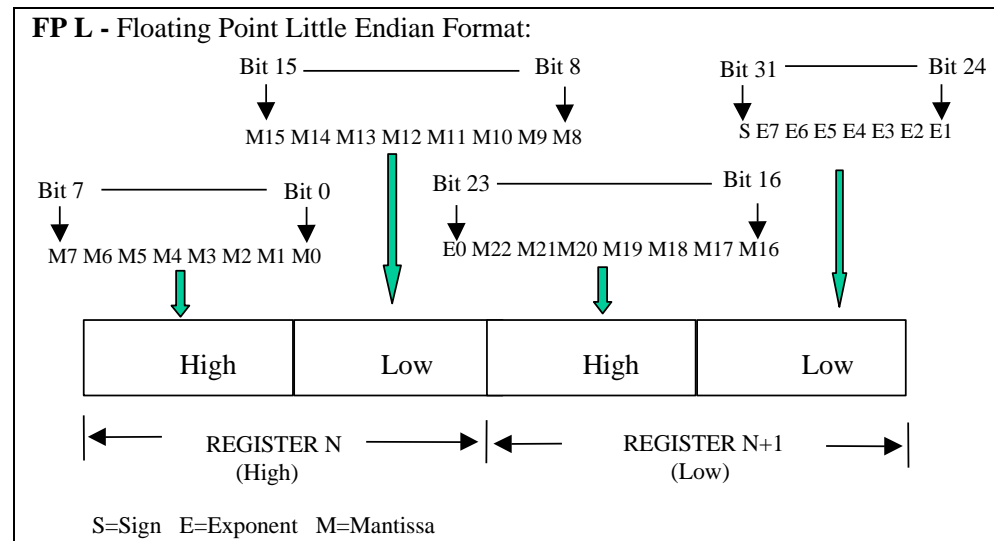 FP L - Floating Point Little Endian Format:
Bit 15 Bit 8 Bit 31 Bit 24
M15 M14 M13 M12 M11 M10 M9 M8 S E7 E6 E5 E4 E3 E2 E1
Bit 7 Bit 0 Bit 23 Bit 16
M7 M6 M5 M4 M3 M2 M1 M0 E0 M22 M21M20 M19 M18 M17 M16
High Low High Low
REGISTER N REGISTER N+1
(High) (Low)
S=Sign E=Exponent M=Mantissa